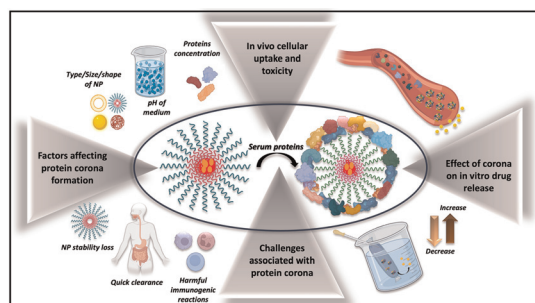 In vivo cellular
uptake and
toxicity
Proteins
concentration
Type/Size/shape
of NP
pH of
medium
Factors affecting
protein corona
formation
Serum proteins
Effect of corona
on in vitro drug
release
Increase
Decrease
NP stability loss
Quick clearance
Harmful
immunogenic
reactions
Challenges
associated with
protein corona